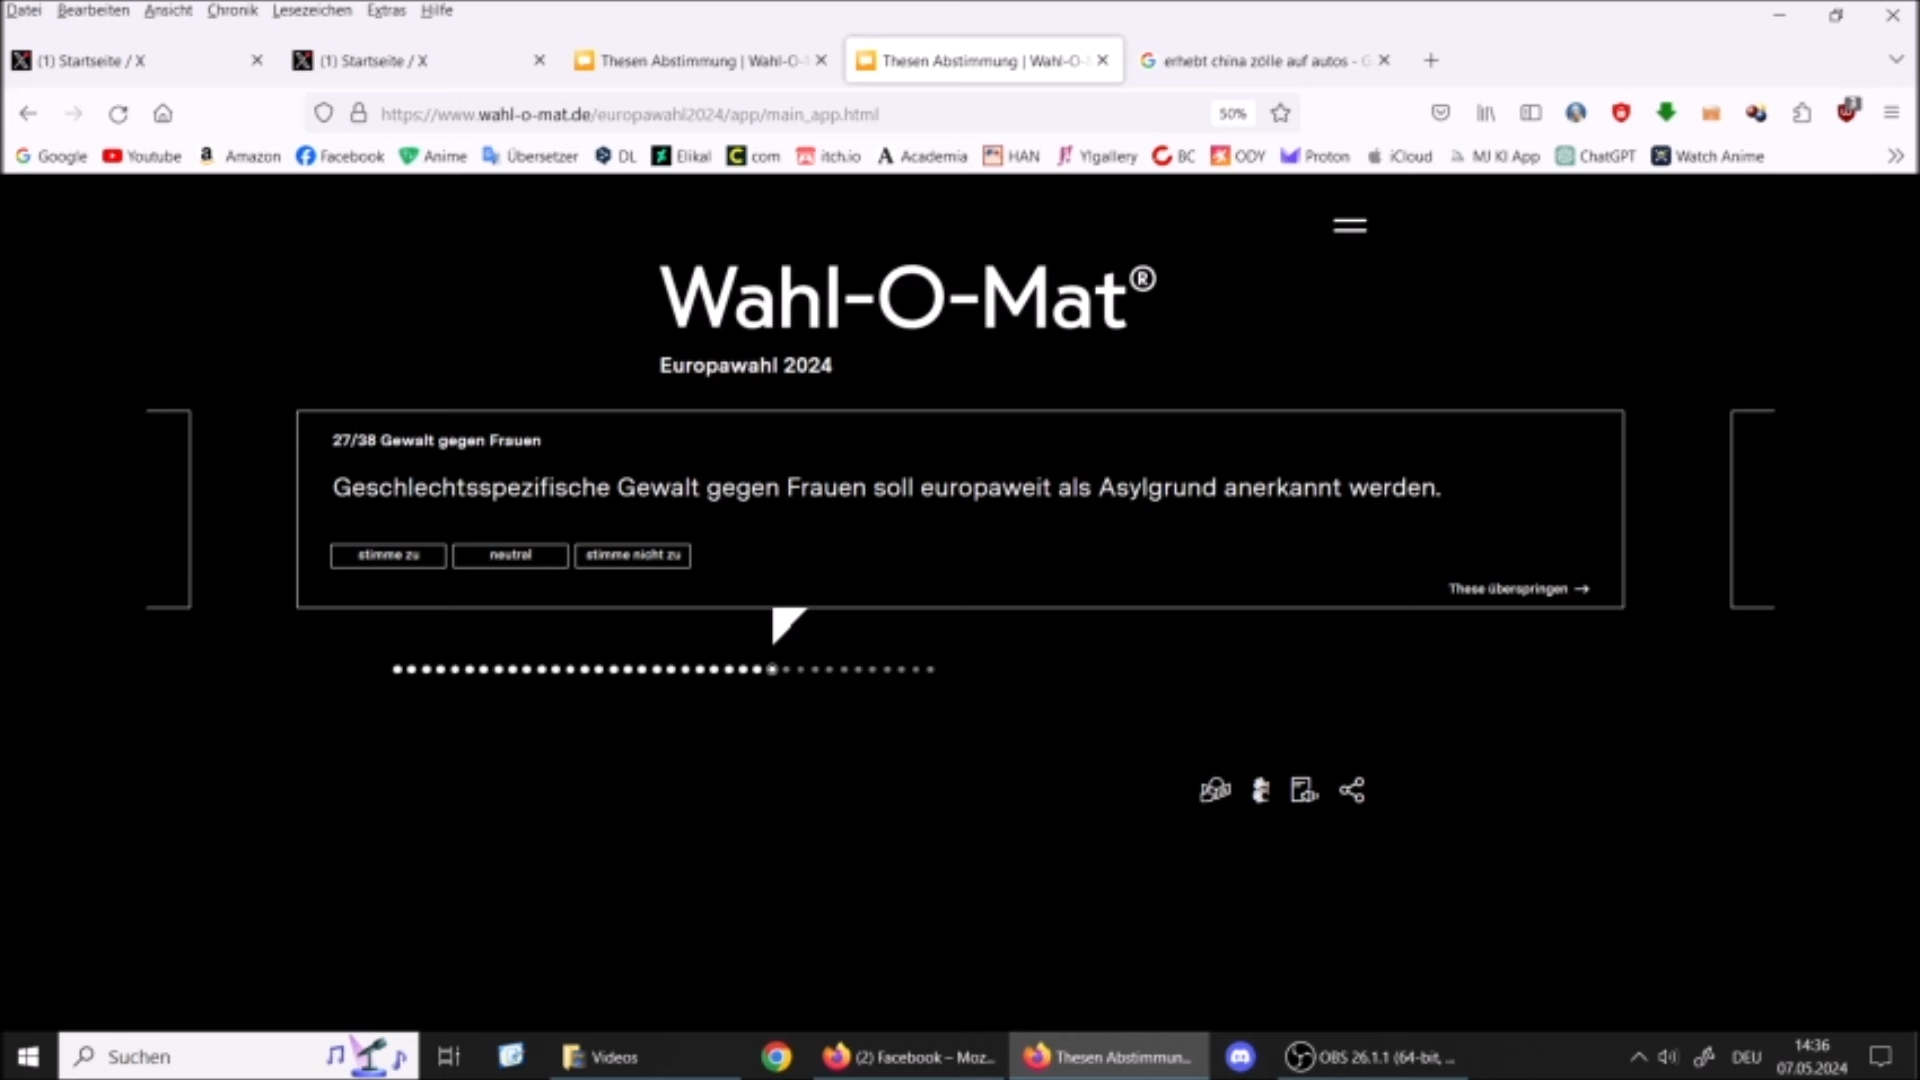 Datei Bearbeiten Ansicht Chronik Lesezeichen Extras Hilfe
(1) Startseite / X
(1) Startseite / X
Thesen Abstimmung | Wahl-O-
Thesen Abstimmung | Wahl-O-
erhebt china zölle auf autos - G
https://www.wahl-o-mat.de/europawahl2024/app/main_app.html
50%
Google Youtube Amazon Facebook Anime Übersetzer DL Elikal com itch.io Academia HAN Y!gallery BC ODY Proton iCloud MJ KI App ChatGPT Watch Anime
Wahl-O-Mat®
Europawahl 2024
27/38 Gewalt gegen Frauen
Geschlechtsspezifische Gewalt gegen Frauen soll europaweit als Asylgrund anerkannt werden.
stimme zu
neutral
stimme nicht zu
These überspringen →
Suchen
Videos
(2) Facebook – Moz...
Thesen Abstimmun...
OBS 26.1.1 (64-bit, ...
DEU
14:36
07.05.2024